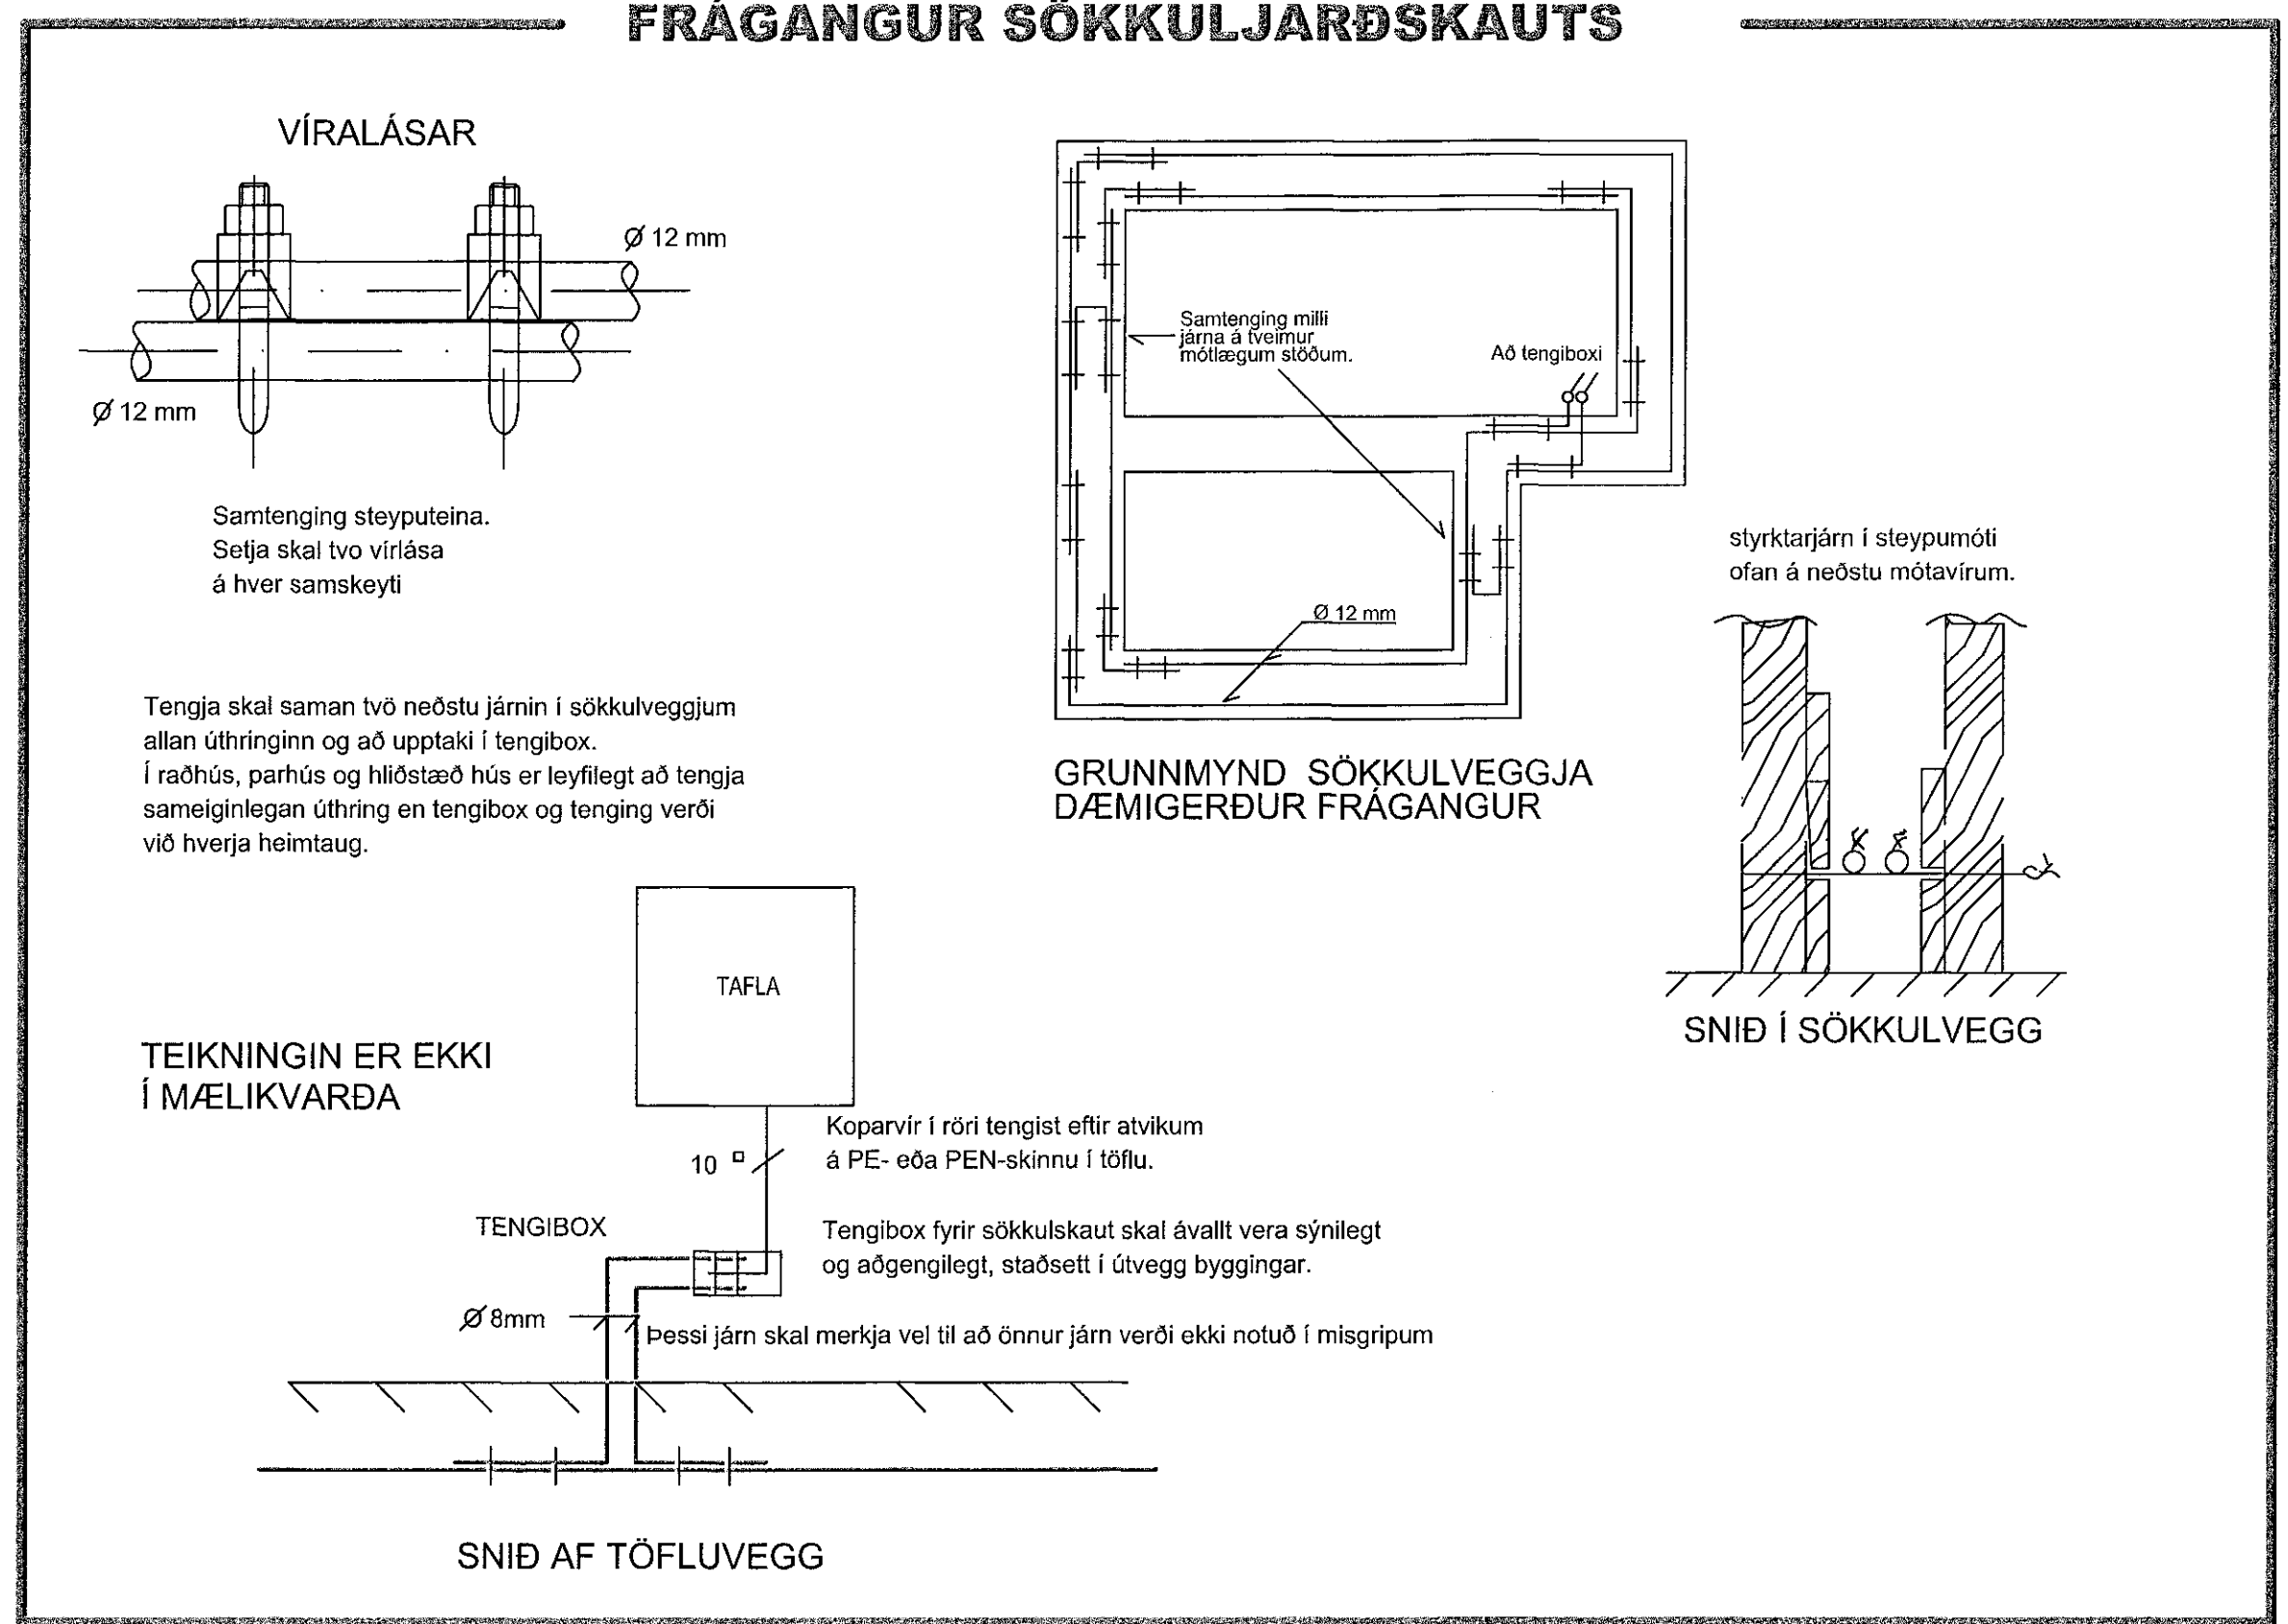 FRÁGANGUR SÖKKULJARÐSKAUTS
VÍRALÁSAR
Ø 12 mm
Ø 12 mm
Samtenging steyputeina.
Setja skal tvo vírlása
á hver samskeyti
Tengja skal saman tvö neðstu járnin í sökkulveggjum
allan úthringinn og að upptaki í tengibox.
Í raðhús, parhús og hliðstæð hús er leyfilegt að tengja
sameiginlegan úthring en tengibox og tenging verði
við hverja heimtaug.
Samtenging milli
járna á tveimur
mótlægum stöðum.
Að tengiboxi
Ø 12 mm
GRUNNMYND SÖKKULVEGGJA
DÆMIGERÐUR FRÁGANGUR
styrktarjárn í steypumóti
ofan á neðstu mótavírum.
SNIÐ Í SÖKKULVEGG
TEIKNINGIN ER EKKI
Í MÆLIKVARÐA
TAFLA
10 □
Koparvír í röri tengist eftir atvikum
á PE- eða PEN-skinnu í töflu.
TENGIBOX
Tengibox fyrir sökkulskaut skal ávallt vera sýnilegt
og aðgengilegt, staðsett í útvegg byggingar.
Ø 8mm
Þessi járn skal merkja vel til að önnur járn verði ekki notuð í misgripum
SNIÐ AF TÖFLUVEGG